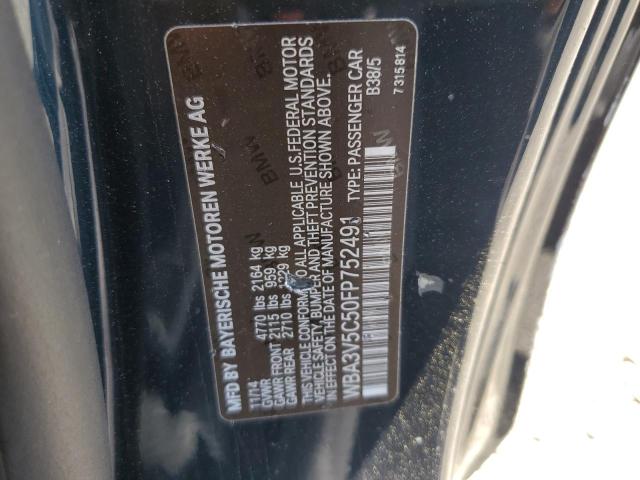 MFD BY BAYERISCHE MOTOREN WERKE AG
11/14
GVWR 4770 lbs 2164 kg
GAWR FRONT 2115 lbs 959 kg
GAWR REAR 2710 lbs 1229 kg
THIS VEHICLE CONFORMS TO ALL APPLICABLE U.S.FEDERAL MOTOR
VEHICLE SAFETY, BUMPER AND THEFT PREVENTION STANDARDS
IN EFFECT ON THE DATE OF MANUFACTURE SHOWN ABOVE.
WBA3V5C50FP752491 TYPE: PASSENGER CAR
B38/5
7 315 814
BMW
BMW
BMW